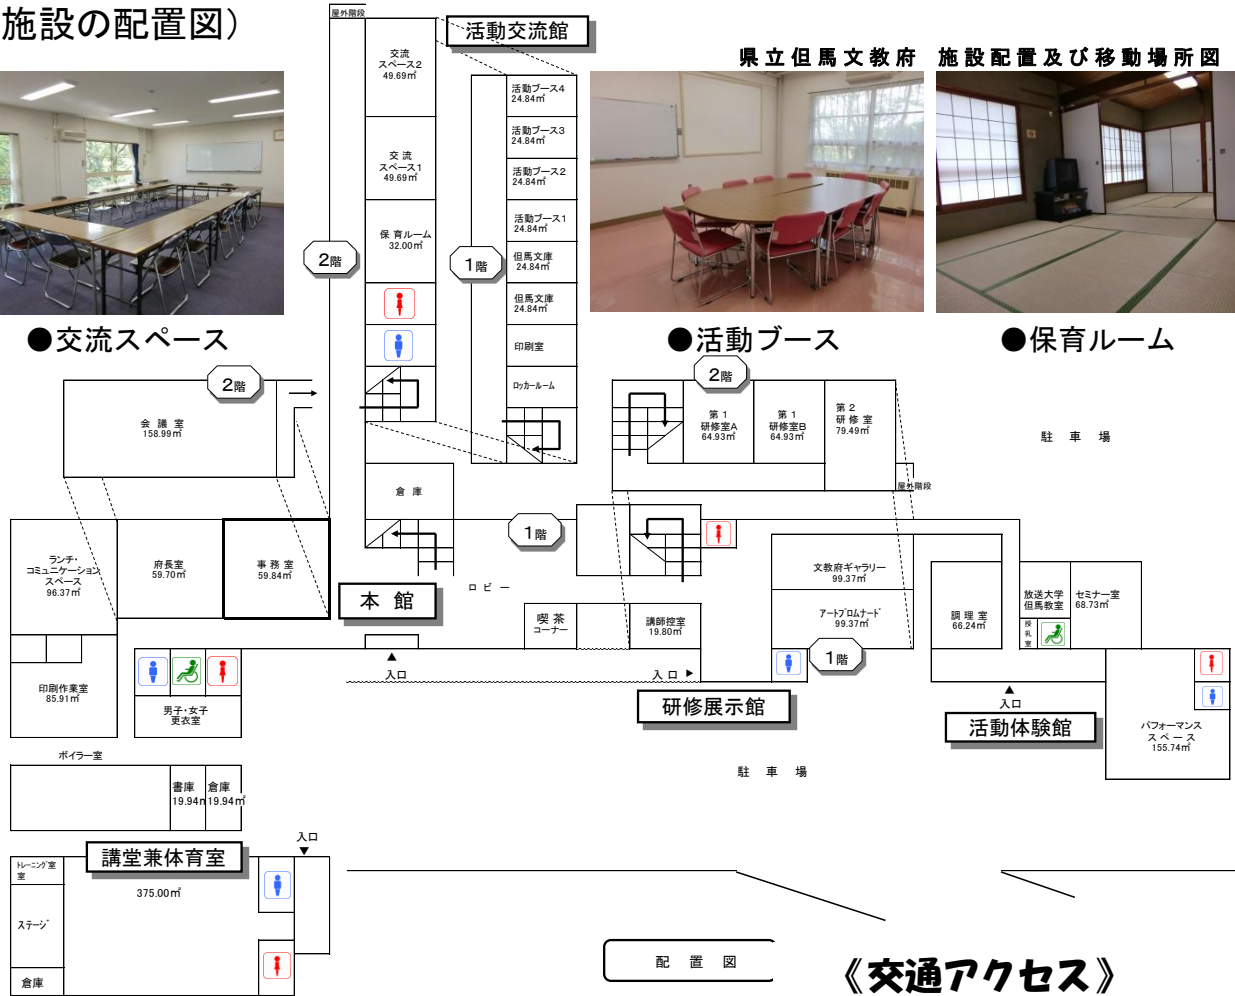 施設の配置図）
屋外階段
活動交流館
県立但馬文教府　施設配置及び移動場所図
交流
スペース2
49.69㎡
活動ブース4
24.84㎡
活動ブース3
24.84㎡
交 流
スペース1
49.69㎡
活動ブース2
24.84㎡
活動ブース1
24.84㎡
保 育ルーム
32.00㎡
2階
1階
但馬文庫
24.84㎡
但馬文庫
24.84㎡
印刷室
ロッカールーム
●交流スペース
●活動ブース
●保育ルーム
2階
会 議 室
158.99㎡
2階
第 1
研修室A
64.93㎡
第 1
研修室B
64.93㎡
第 2
研 修 室
79.49㎡
駐 車 場
屋外階段
倉 庫
1階
ランチ・
コミュニケーション
スペース
96.37㎡
府長室
59.70㎡
事 務 室
59.84㎡
本 館
ロ ビ ー
喫 茶
コーナー
講師控室
19.80㎡
文教府ギャラリー
99.37㎡
アートプロムナード
99.37㎡
調 理 室
66.24㎡
放送大学
但馬教室
セミナー室
68.73㎡
授
乳
室
1階
入口
入 口
入口
印刷作業室
85.91㎡
男子・女子
更衣室
研修展示館
活動体験館
パフォーマンス
ス ペ ー ス
155.74㎡
ボイラー室
駐 車 場
書庫
19.94㎡
倉庫
19.94㎡
入口
講堂兼体育室
トレーニング室
室
375.00㎡
ステージ
倉庫
配 置 図
《交通アクセス》